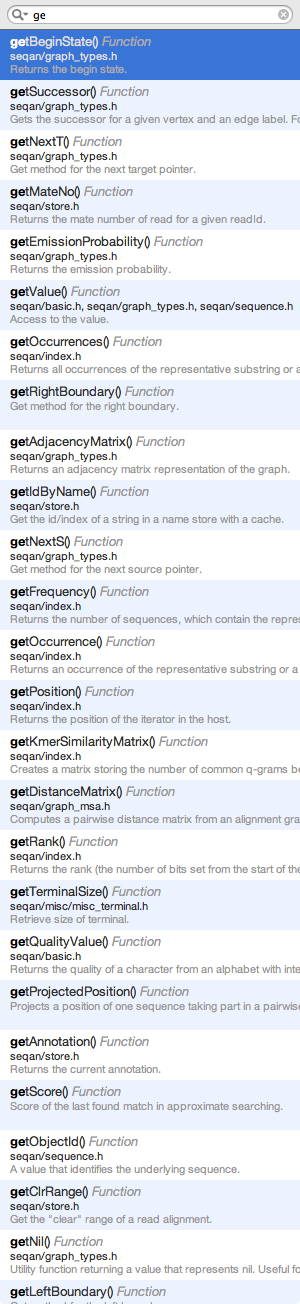 ge
getBeginState() Function
seqan/graph_types.h
Returns the begin state.
getSuccessor() Function
seqan/graph_types.h
Gets the successor for a given vertex and an edge label. Fo
getNextT() Function
seqan/graph_types.h
Get method for the next target pointer.
getMateNo() Function
seqan/store.h
Returns the mate number of read for a given readId.
getEmissionProbability() Function
seqan/graph_types.h
Returns the emission probability.
getValue() Function
seqan/basic.h, seqan/graph_types.h, seqan/sequence.h
Access to the value.
getOccurrences() Function
seqan/index.h
Returns all occurrences of the representative substring or a
getRightBoundary() Function
Get method for the right boundary.
getAdjacencyMatrix() Function
seqan/graph_types.h
Returns an adjacency matrix representation of the graph.
getIdByName() Function
seqan/store.h
Get the id/index of a string in a name store with a cache.
getNextS() Function
seqan/graph_types.h
Get method for the next source pointer.
getFrequency() Function
seqan/index.h
Returns the number of sequences, which contain the repres
getOccurrence() Function
seqan/index.h
Returns an occurrence of the representative substring or a
getPosition() Function
seqan/index.h
Returns the position of the iterator in the host.
getKmerSimilarityMatrix() Function
seqan/index.h
Creates a matrix storing the number of common q-grams be
getDistanceMatrix() Function
seqan/graph_msa.h
Computes a pairwise distance matrix from an alignment gra
getRank() Function
seqan/index.h
Returns the rank (the number of bits set from the start of the
getTerminalSize() Function
seqan/misc/misc_terminal.h
Retrieve size of terminal.
getQualityValue() Function
seqan/basic.h
Returns the quality of a character from an alphabet with inte
getProjectedPosition() Function
Projects a position of one sequence taking part in a pairwise
getAnnotation() Function
seqan/store.h
Returns the current annotation.
getScore() Function
Score of the last found match in approximate searching.
getObjectId() Function
seqan/sequence.h
A value that identifies the underlying sequence.
getClrRange() Function
seqan/store.h
Get the "clear" range of a read alignment.
getNil() Function
seqan/graph_types.h
Utility function returning a value that represents nil. Useful fo
getLeftBoundary() Function